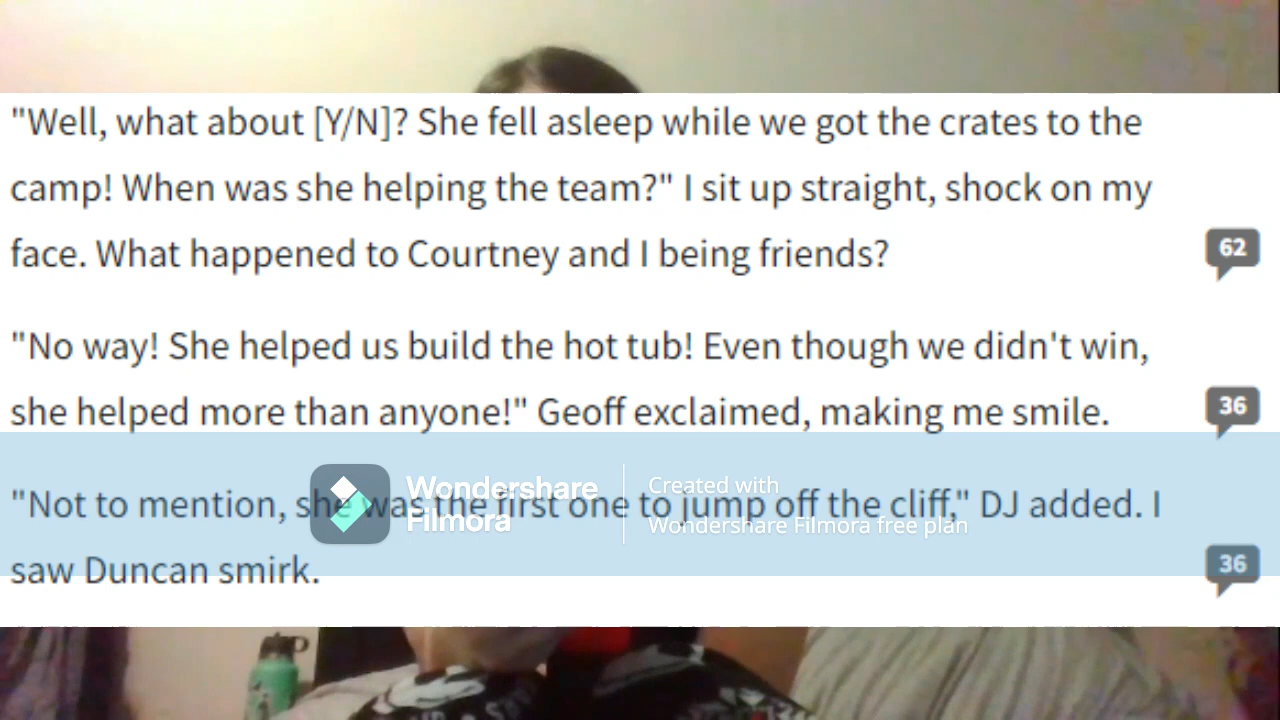 "Well, what about [Y/N]? She fell asleep while we got the crates to the
camp! When was she helping the team?" I sit up straight, shock on my
face. What happened to Courtney and I being friends?
62
"No way! She helped us build the hot tub! Even though we didn't win,
she helped more than anyone!" Geoff exclaimed, making me smile.
36
"Not to mention, she was the first one to jump off the cliff," DJ added. I
saw Duncan smirk.
36
Wondershare
Filmora
Created with
Wondershare Filmora free plan